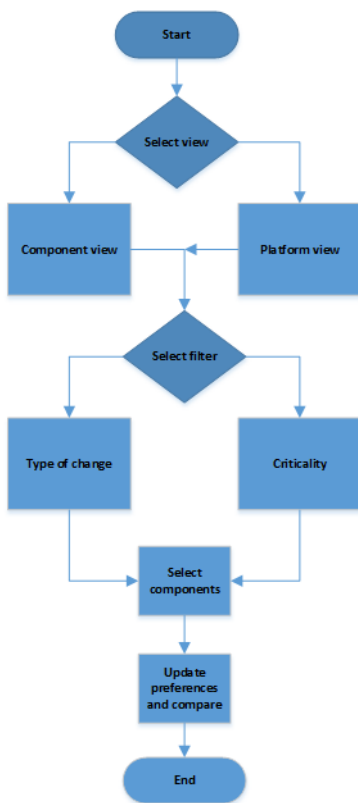 Start
Select view
Component view
Platform view
Select filter
Type of change
Criticality
Select
components
Update
preferences
and compare
End